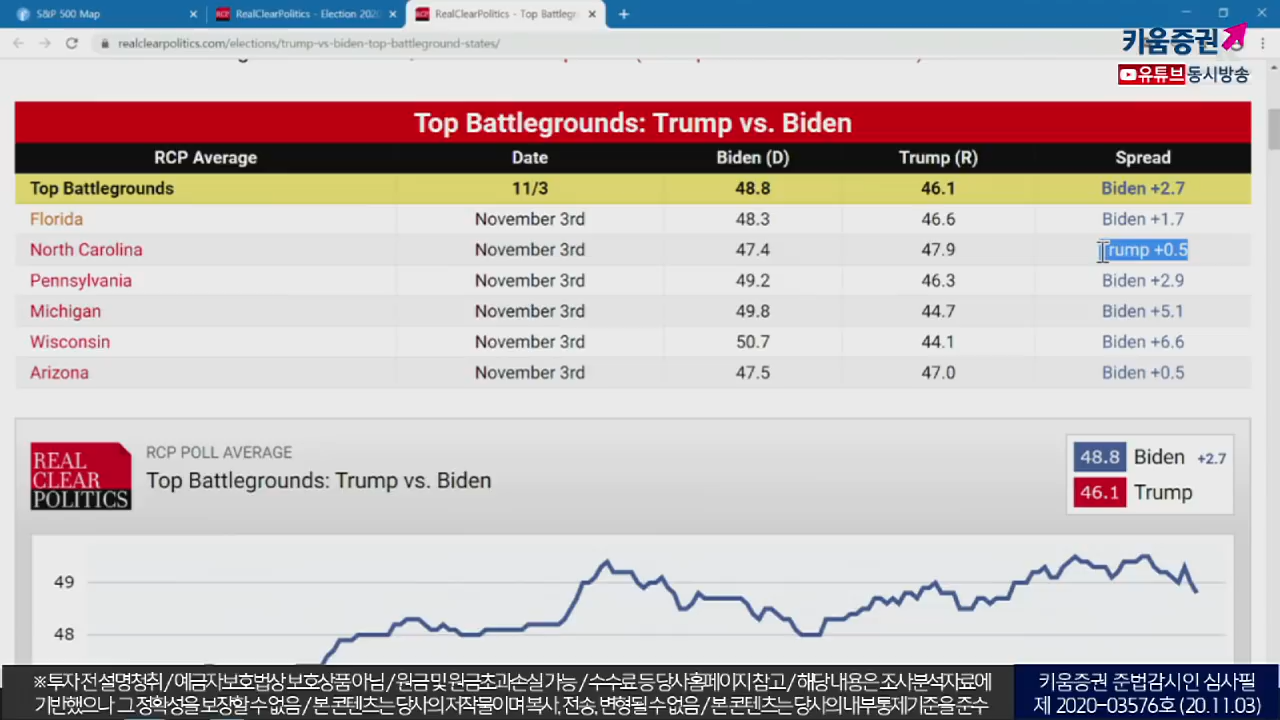 S&P 500 Map
RealClearPolitics - Election 2020
RealClearPolitics - Top Battlegr
realclearpolitics.com/elections/trump-vs-biden-top-battleground-states/
키움증권
유튜브동시방송
Top Battlegrounds: Trump vs. Biden
RCP Average Date Biden (D) Trump (R) Spread
Top Battlegrounds 11/3 48.8 46.1 Biden +2.7
Florida November 3rd 48.3 46.6 Biden +1.7
North Carolina November 3rd 47.4 47.9 Trump +0.5
Pennsylvania November 3rd 49.2 46.3 Biden +2.9
Michigan November 3rd 49.8 44.7 Biden +5.1
Wisconsin November 3rd 50.7 44.1 Biden +6.6
Arizona November 3rd 47.5 47.0 Biden +0.5
REAL
CLEAR
POLITICS
RCP POLL AVERAGE
Top Battlegrounds: Trump vs. Biden
48.8 Biden +2.7
46.1 Trump
49
48
※투자 전 설명청취 / 예금자보호법상 보호상품 아님 / 원금 및 원금초과손실 가능 / 수수료 등 당사홈페이지 참고 / 해당 내용은 조사분석자료에
기반했으나 그 정확성을 보장할 수 없음 / 본 콘텐츠는 당사의 저작물이며 복사, 전송, 변형될 수 없음 / 본 콘텐츠는 당사의 내부통제기준을 준수
키움증권 준법감시인 심사필
제 2020-03576호 (20.11.03)